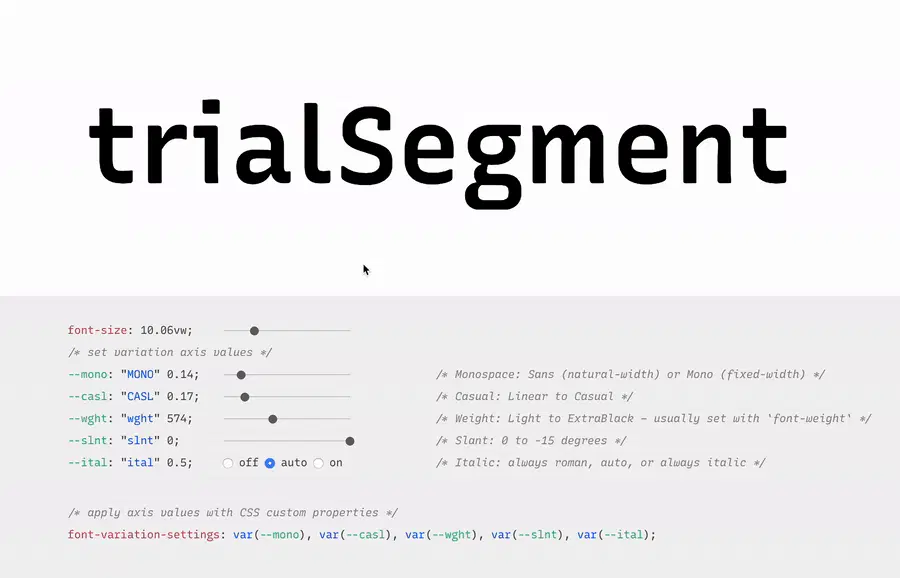 trialSegment
font-size: 10.06vw;
/* set variation axis values */
--mono: "MONO" 0.14; /* Monospace: Sans (natural-width) or Mono (fixed-width) */
--casl: "CASL" 0.17; /* Casual: Linear to Casual */
--wght: "wght" 574; /* Weight: Light to ExtraBlack – usually set with `font-weight` */
--slnt: "slnt" 0; /* Slant: 0 to -15 degrees */
--ital: "ital" 0.5; off auto on /* Italic: always roman, auto, or always italic */
/* apply axis values with CSS custom properties */
font-variation-settings: var(--mono), var(--casl), var(--wght), var(--slnt), var(--ital);